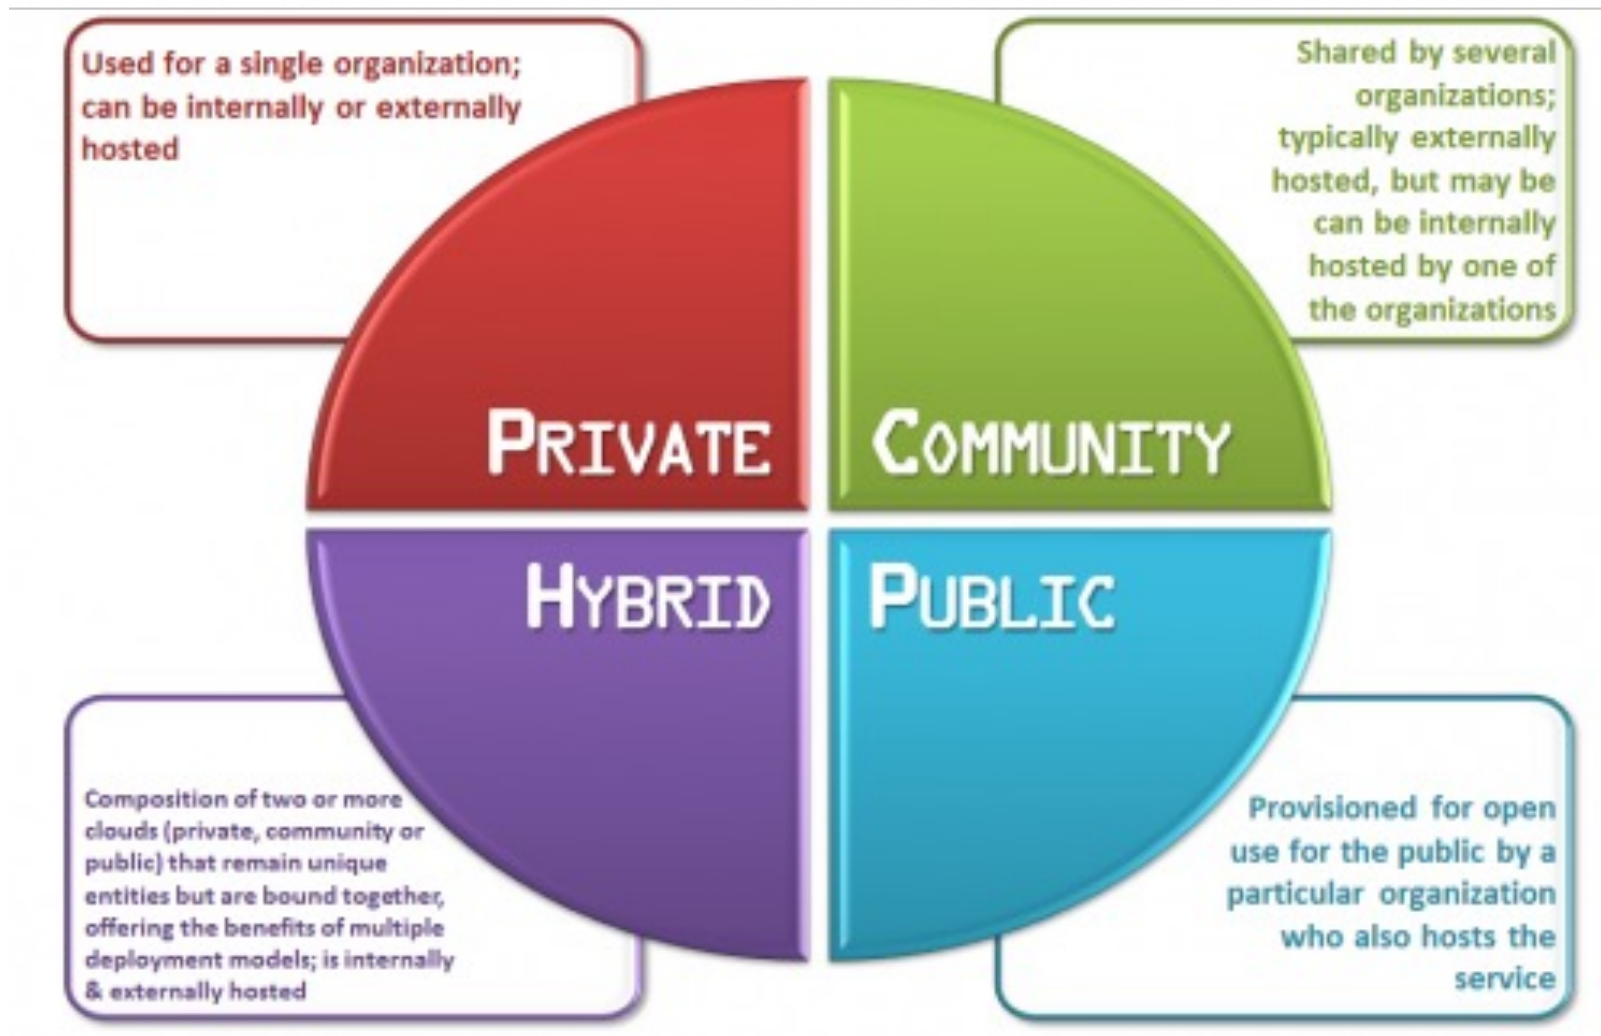 Used for a single organization;
can be internally or externally
hosted
Shared by several
organizations;
typically externally
hosted, but may be
can be internally
hosted by one of
the organizations
PRIVATE
COMMUNITY
HYBRID
PUBLIC
Composition of two or more
clouds (private, community or
public) that remain unique
entities but are bound together,
offering the benefits of multiple
deployment models; is internally
& externally hosted
Provisioned for open
use for the public by a
particular organization
who also hosts the
service